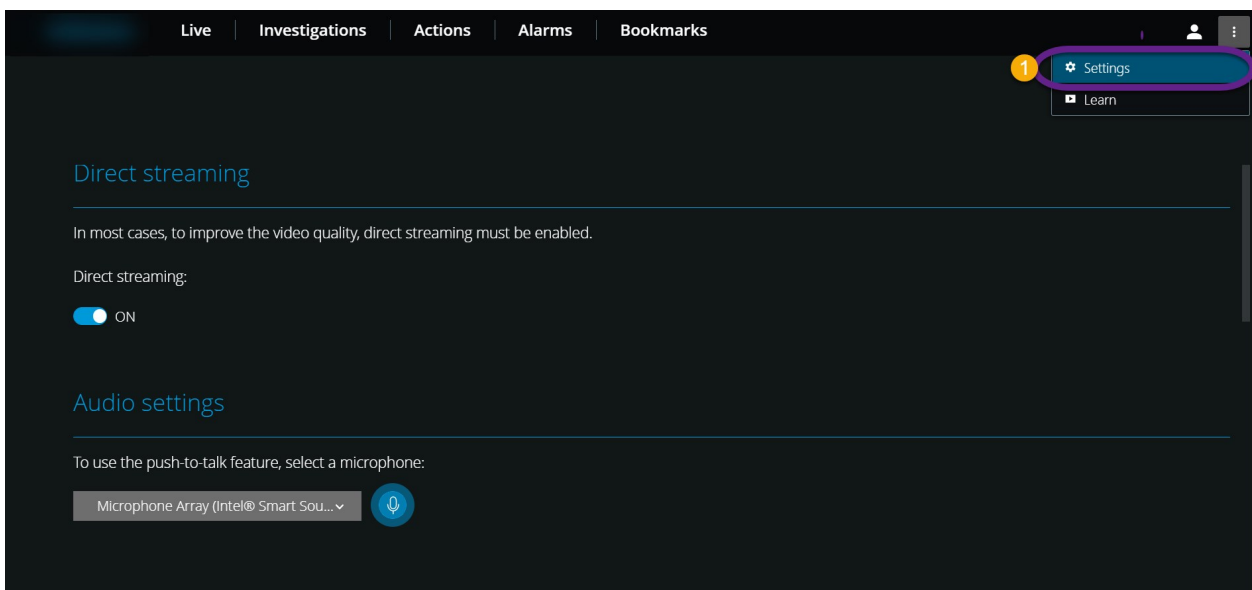 Live Investigations Actions Alarms Bookmarks
1 Settings
Learn
Direct streaming
In most cases, to improve the video quality, direct streaming must be enabled.
Direct streaming:
ON
Audio settings
To use the push-to-talk feature, select a microphone:
Microphone Array (Intel® Smart Sou...